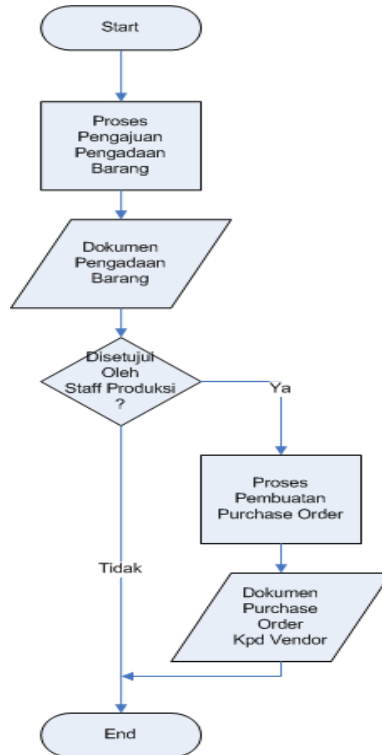 Start
Proses
Pengajuan
Pengadaan
Barang
Dokumen
Pengadaan
Barang
Disetujui
Oleh
Staff Produksi
?
Ya
Proses
Pembuatan
Purchase Order
Tidak
Dokumen
Purchase
Order
Kpd Vendor
End